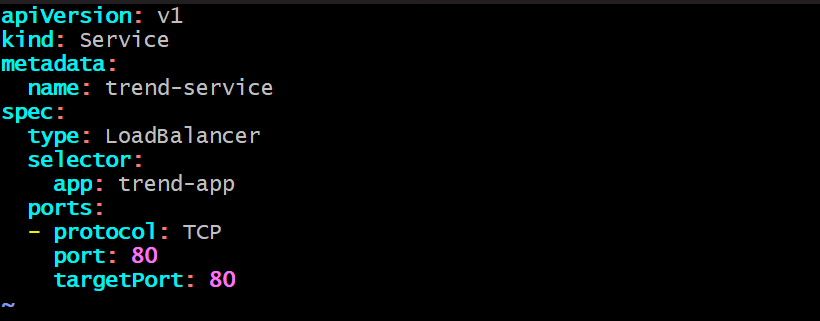 apiVersion: v1
kind: Service
metadata:
  name: trend-service
spec:
  type: LoadBalancer
  selector:
    app: trend-app
  ports:
  - protocol: TCP
    port: 80
    targetPort: 80
~